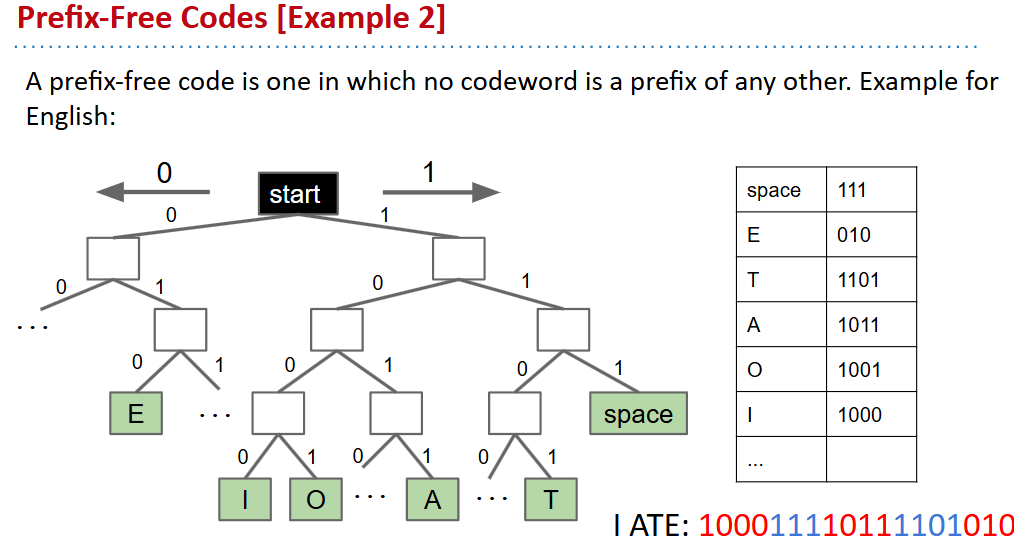 Prefix-Free Codes [Example 2]
A prefix-free code is one in which no codeword is a prefix of any other. Example for
English:
0 start 1
0 1
0 1 0 1
...
0 1 0 1 0 1
E ... space
0 1 0 1 0 1
I O ... A ... T
space 111
E 010
T 1101
A 1011
O 1001
I 1000
...
I ATE: 100011110111101010